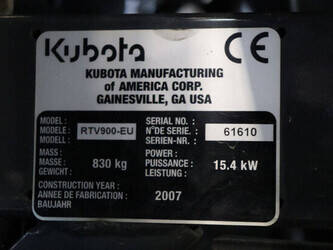 Kubota CE
KUBOTA MANUFACTURING
of AMERICA CORP.
GAINESVILLE, GA USA
MODEL: SERIAL NO.:
MODELE: RTV900-EU N°DE SERIE.: 61610
MODELL: SERIEN-NR.:
MASS: POWER:
MASSE: 830 kg PUISSANCE: 15.4 kW
GEWICHT: LEISTUNG:
CONSTRUCTION YEAR:
ANNEE DE FABRICATION: 2007
BAUJAHR